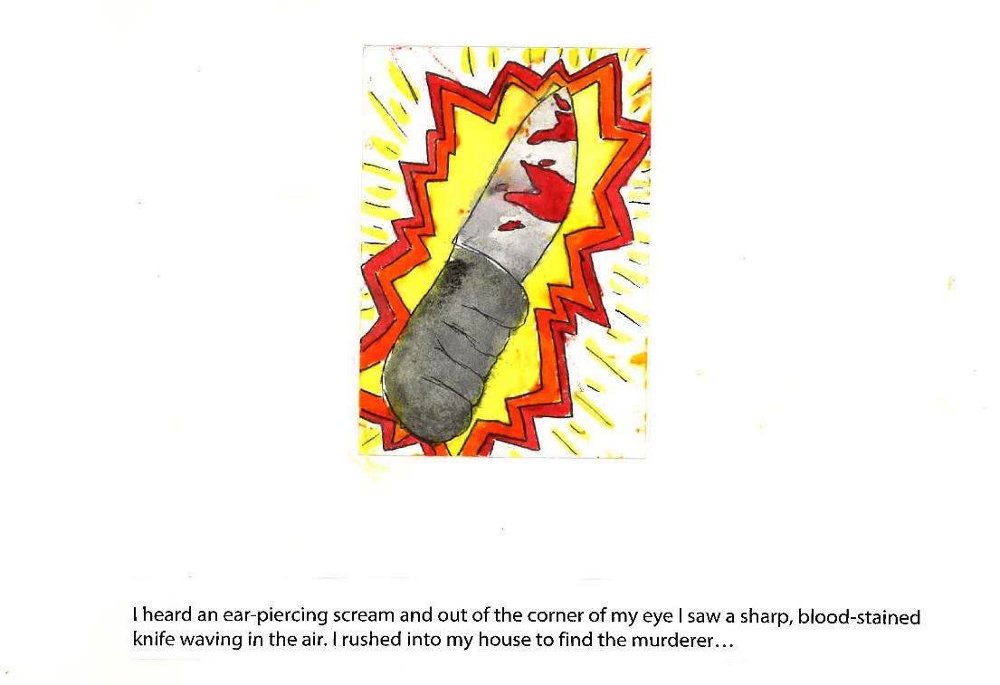 I heard an ear-piercing scream and out of the corner of my eye I saw a sharp, blood-stained
knife waving in the air. I rushed into my house to find the murderer…